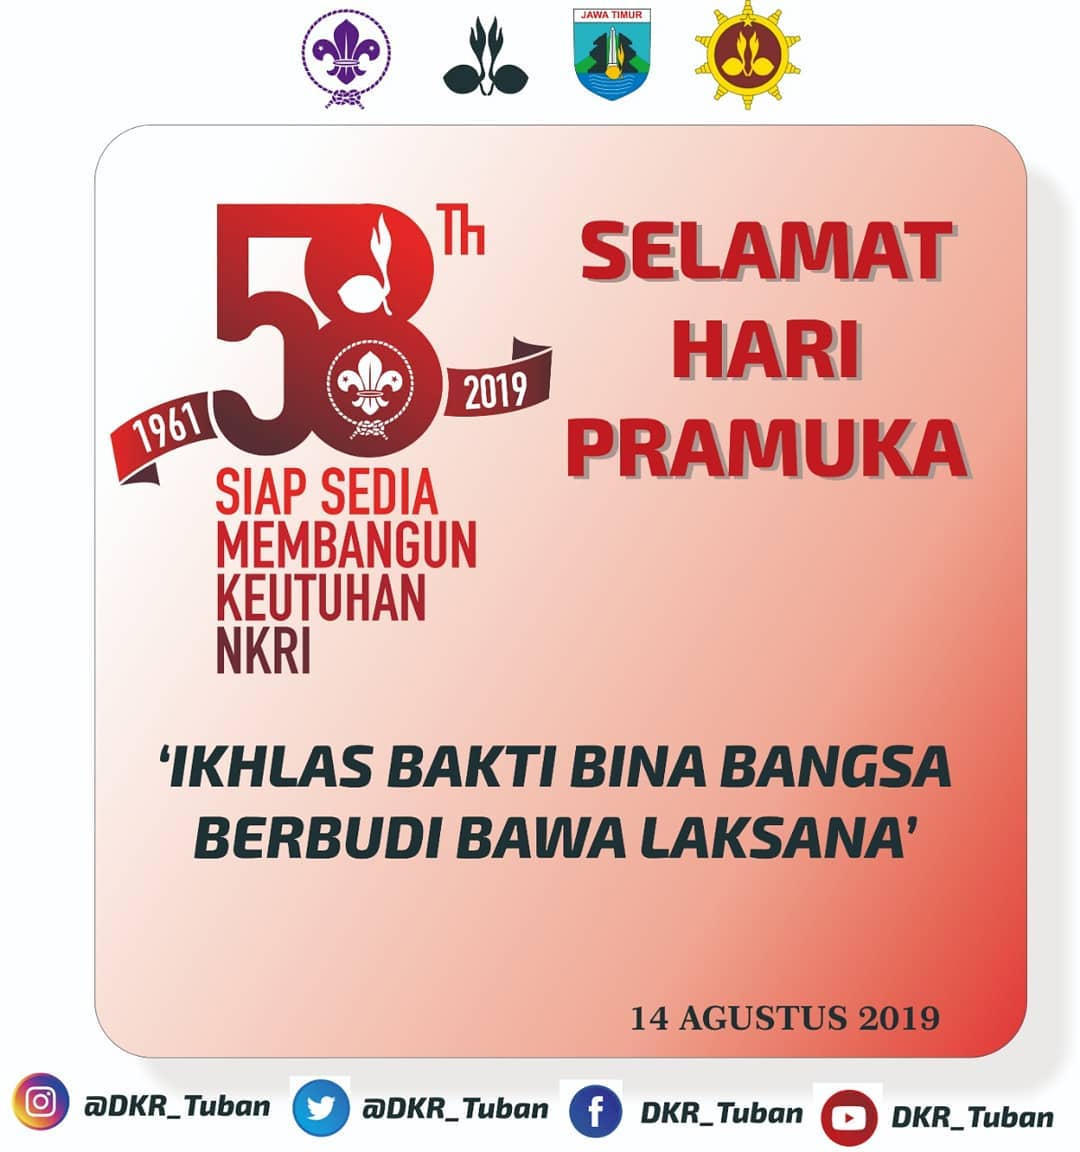 JAWA TIMUR
58 Th
1961
2019
SIAP SEDIA
MEMBANGUN
KEUTUHAN
NKRI
SELAMAT
HARI
PRAMUKA
‘IKHLAS BAKTI BINA BANGSA
BERBUDI BAWA LAKSANA’
14 AGUSTUS 2019
@DKR_Tuban
@DKR_Tuban
DKR_Tuban
DKR_Tuban